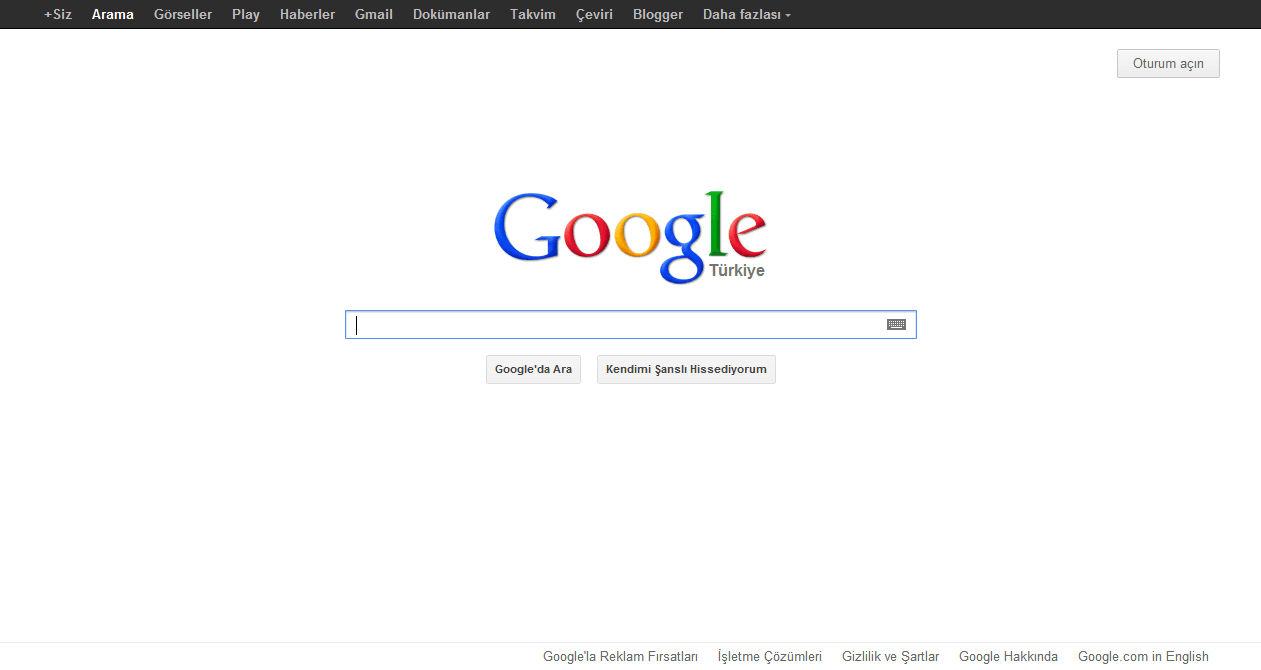 +Siz Arama Görseller Play Haberler Gmail Dokümanlar Takvim Çeviri Blogger Daha fazlası
Oturum açın
Google
Türkiye
Google'da Ara Kendimi Şanslı Hissediyorum
Google'la Reklam Fırsatları İşletme Çözümleri Gizlilik ve Şartlar Google Hakkında Google.com in English